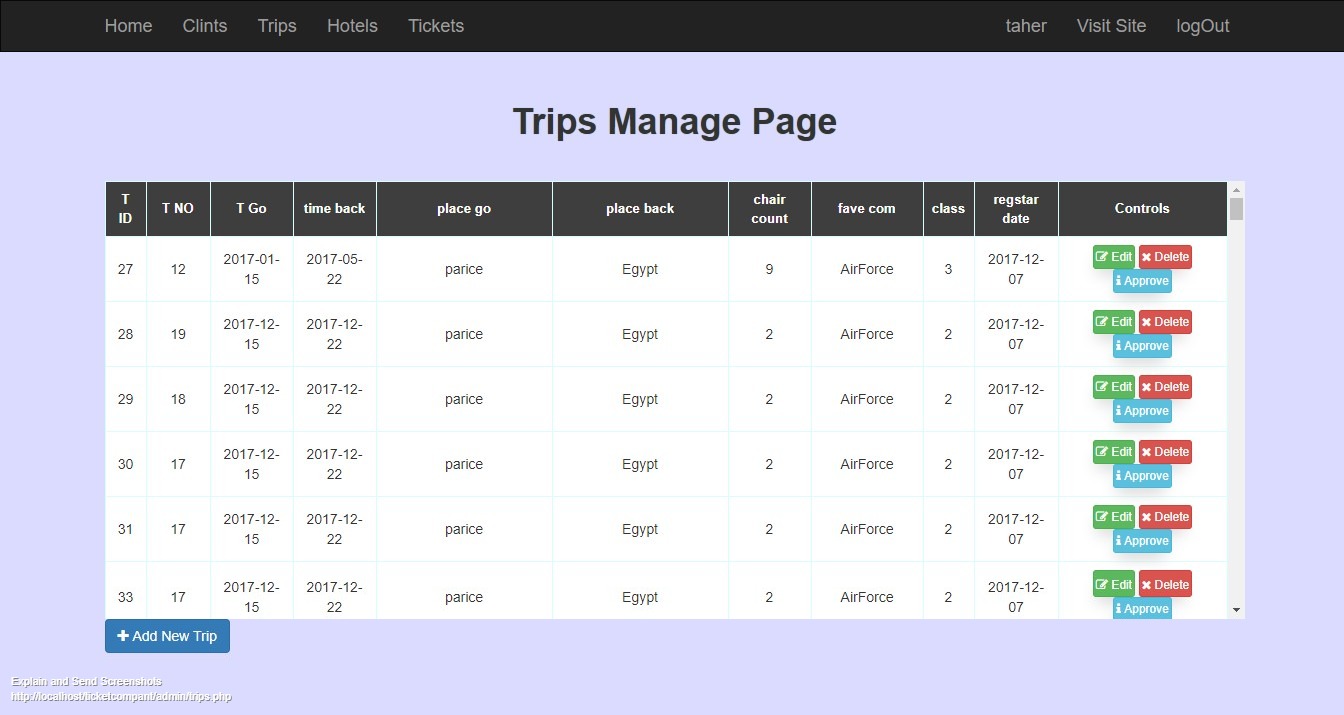 Home Clints Trips Hotels Tickets taher Visit Site logOut
Trips Manage Page
T ID T NO T Go time back place go place back chair count fave com class regstar date Controls
27 12 2017-01-15 2017-05-22 parice Egypt 9 AirForce 3 2017-12-07 Edit Delete Approve
28 19 2017-12-15 2017-12-22 parice Egypt 2 AirForce 2 2017-12-07 Edit Delete Approve
29 18 2017-12-15 2017-12-22 parice Egypt 2 AirForce 2 2017-12-07 Edit Delete Approve
30 17 2017-12-15 2017-12-22 parice Egypt 2 AirForce 2 2017-12-07 Edit Delete Approve
31 17 2017-12-15 2017-12-22 parice Egypt 2 AirForce 2 2017-12-07 Edit Delete Approve
33 17 2017-12-15 2017-12-22 parice Egypt 2 AirForce 2 2017-12-07 Edit Delete Approve
Add New Trip
Explain and Send Screenshots
http://localhost/ticketcompant/admin/trips.php